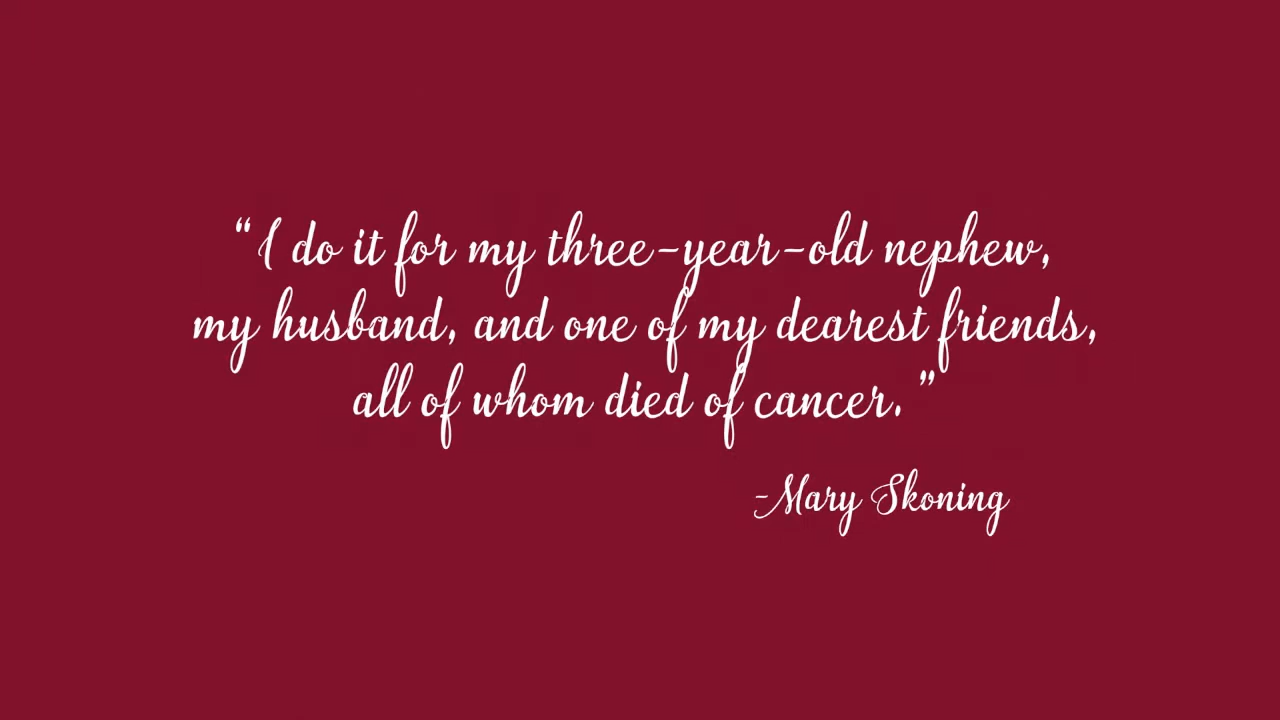 “I do it for my three-year-old nephew,
my husband, and one of my dearest friends,
all of whom died of cancer.”
-Mary Skoning